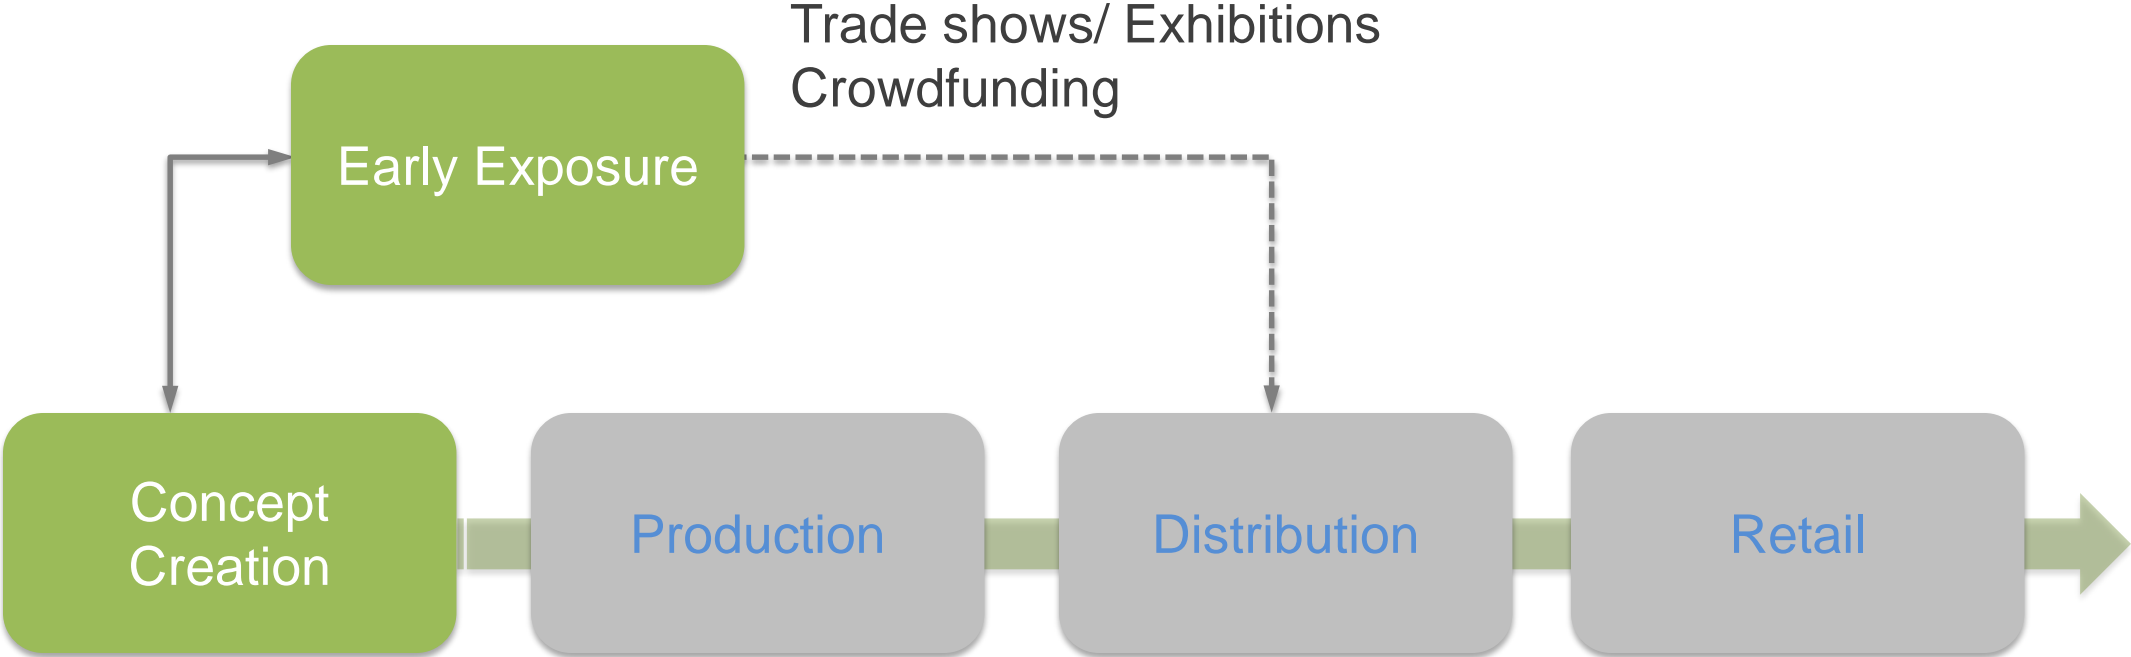 Trade shows/ Exhibitions
Crowdfunding
Early Exposure
Concept
Creation
Production
Distribution
Retail